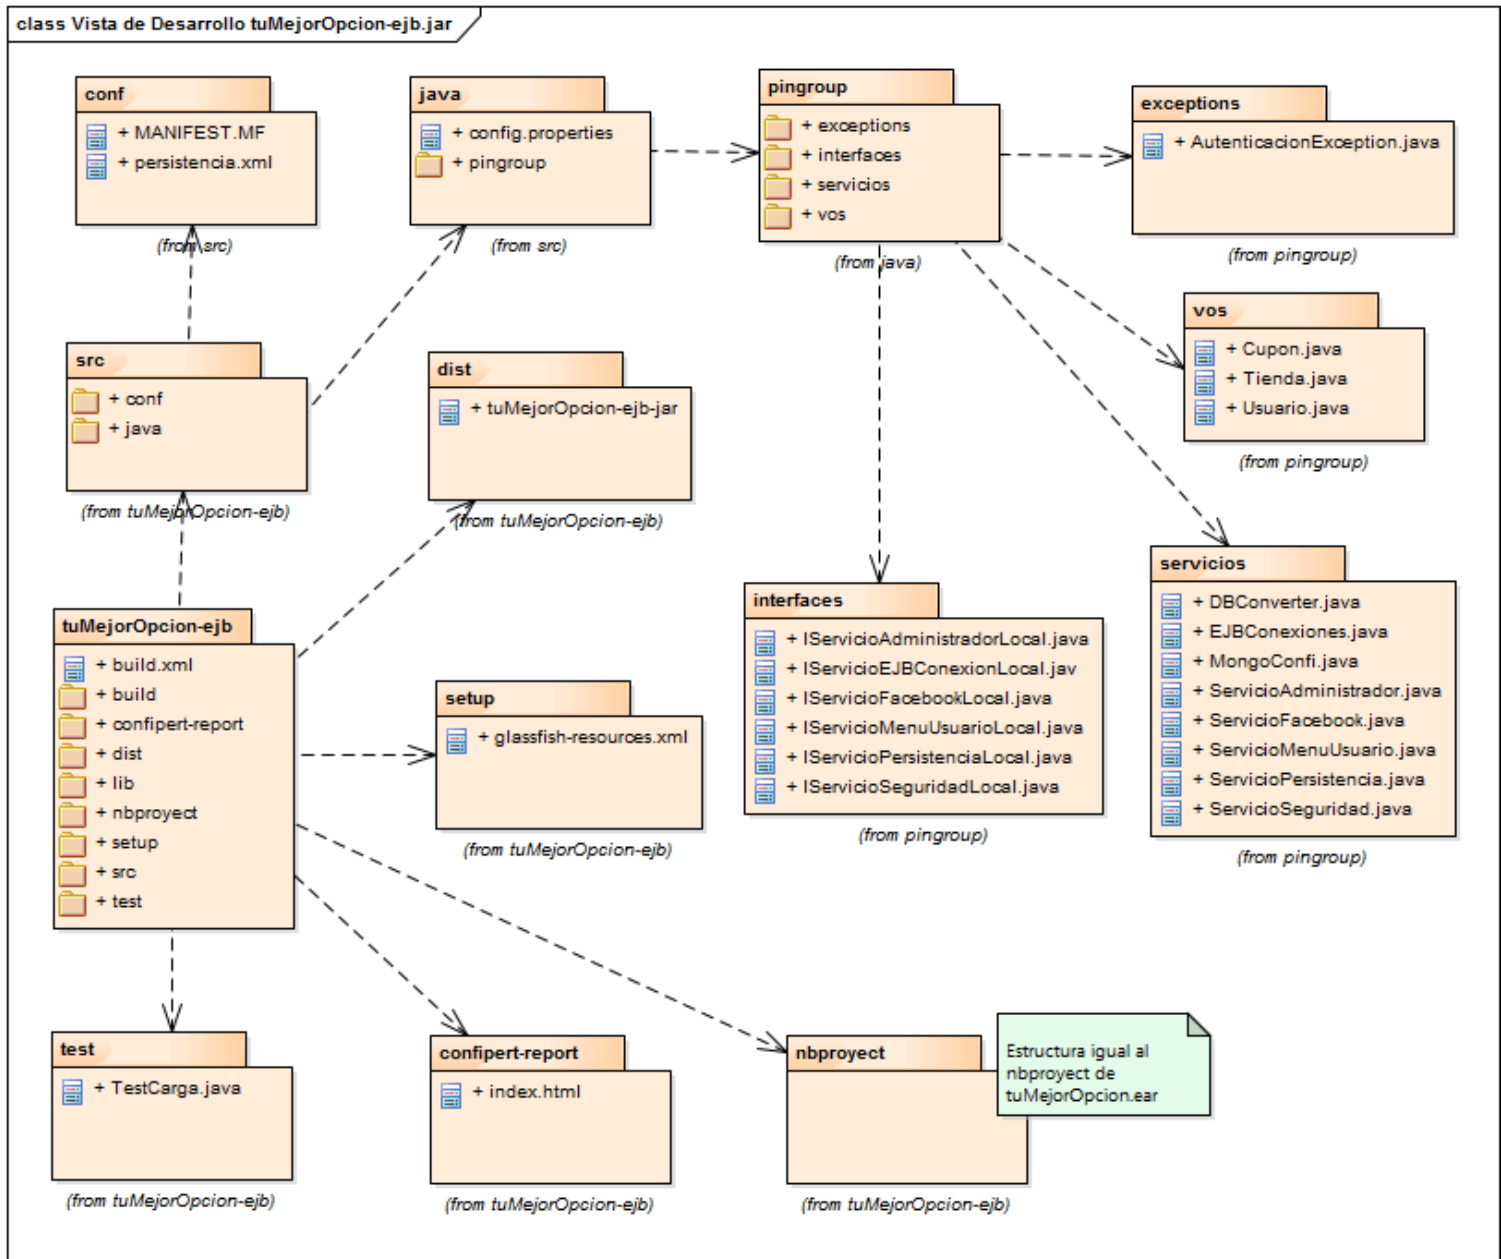 class Vista de Desarrollo tuMejorOpcion-ejb.jar
conf
+ MANIFEST.MF
+ persistencia.xml
(from src)
java
+ config.properties
+ pingroup
(from src)
pingroup
+ exceptions
+ interfaces
+ servicios
+ vos
(from java)
exceptions
+ AutenticacionException.java
(from pingroup)
vos
+ Cupon.java
+ Tienda.java
+ Usuario.java
(from pingroup)
src
+ conf
+ java
(from tuMejorOpcion-ejb)
dist
+ tuMejorOpcion-ejb-jar
(from tuMejorOpcion-ejb)
tuMejorOpcion-ejb
+ build.xml
+ build
+ confipert-report
+ dist
+ lib
+ nbproyect
+ setup
+ src
+ test
setup
+ glassfish-resources.xml
(from tuMejorOpcion-ejb)
interfaces
+ IServicioAdministradorLocal.java
+ IServicioEJBConexionLocal.jav
+ IServicioFacebookLocal.java
+ IServicioMenuUsuarioLocal.java
+ IServicioPersistenciaLocal.java
+ IServicioSeguridadLocal.java
(from pingroup)
servicios
+ DBConverter.java
+ EJBConexiones.java
+ MongoConfi.java
+ ServicioAdministrador.java
+ ServicioFacebook.java
+ ServicioMenuUsuario.java
+ ServicioPersistencia.java
+ ServicioSeguridad.java
(from pingroup)
test
+ TestCarga.java
(from tuMejorOpcion-ejb)
confipert-report
+ index.html
(from tuMejorOpcion-ejb)
nbproyect
(from tuMejorOpcion-ejb)
Estructura igual al
nbproyect de
tuMejorOpcion.ear